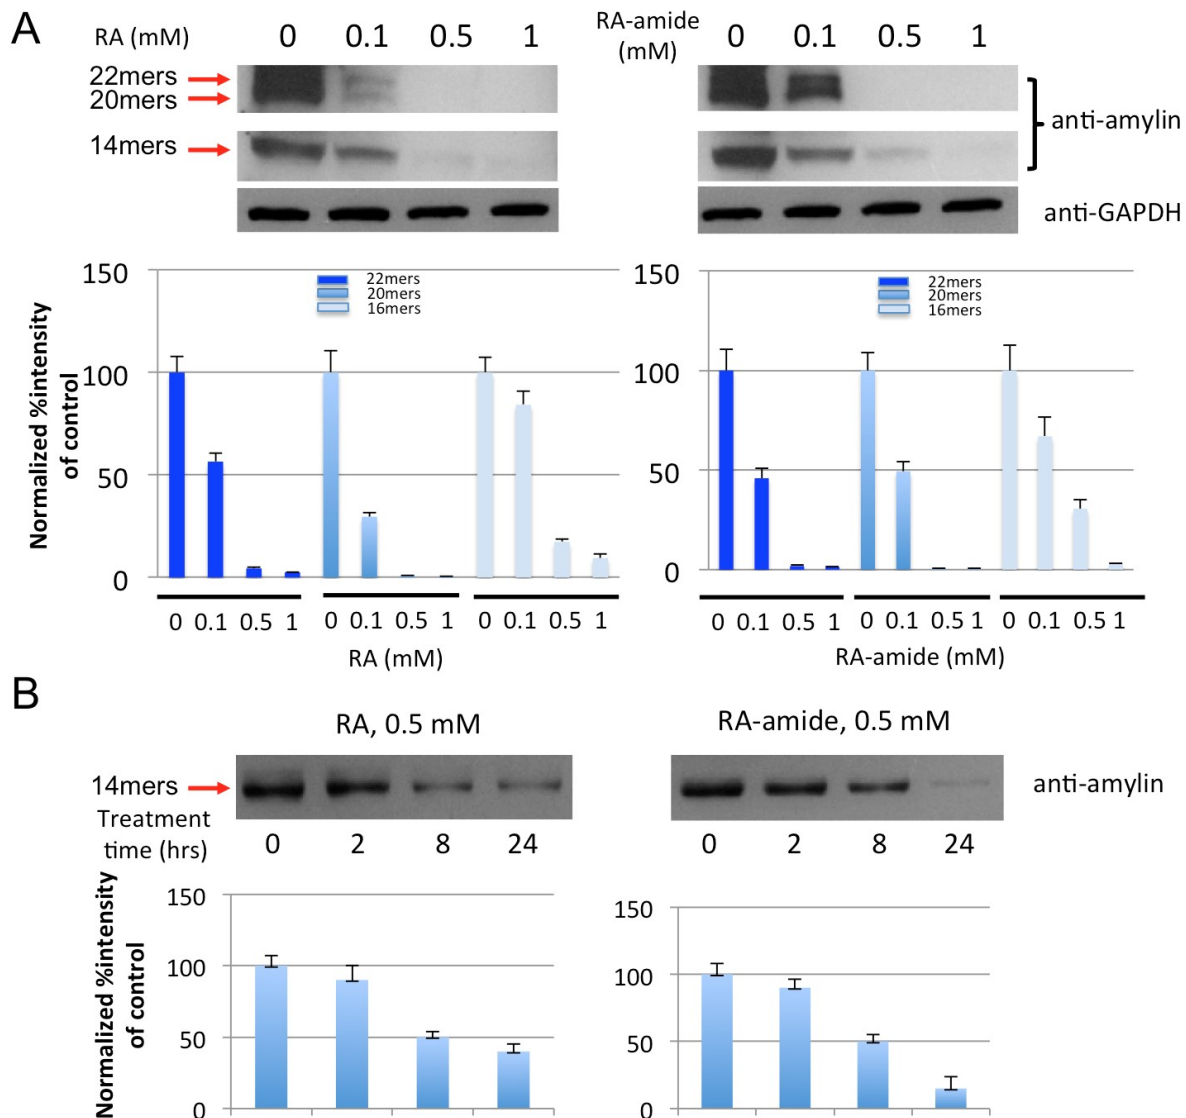 A
RA (mM) 0 0.1 0.5 1
RA-amide (mM) 0 0.1 0.5 1
22mers
20mers
14mers
anti-amylin
anti-GAPDH
Normalized %intensity
of control
150
100
50
0
22mers
20mers
16mers
0 0.1 0.5 1 0 0.1 0.5 1 0 0.1 0.5 1
RA (mM)
150
100
50
0
22mers
20mers
16mers
0 0.1 0.5 1 0 0.1 0.5 1 0 0.1 0.5 1
RA-amide (mM)
B
RA, 0.5 mM
RA-amide, 0.5 mM
14mers
anti-amylin
Treatment
time (hrs)
0 2 8 24
0 2 8 24
Normalized %intensity
of control
150
100
50
0
150
100
50
0